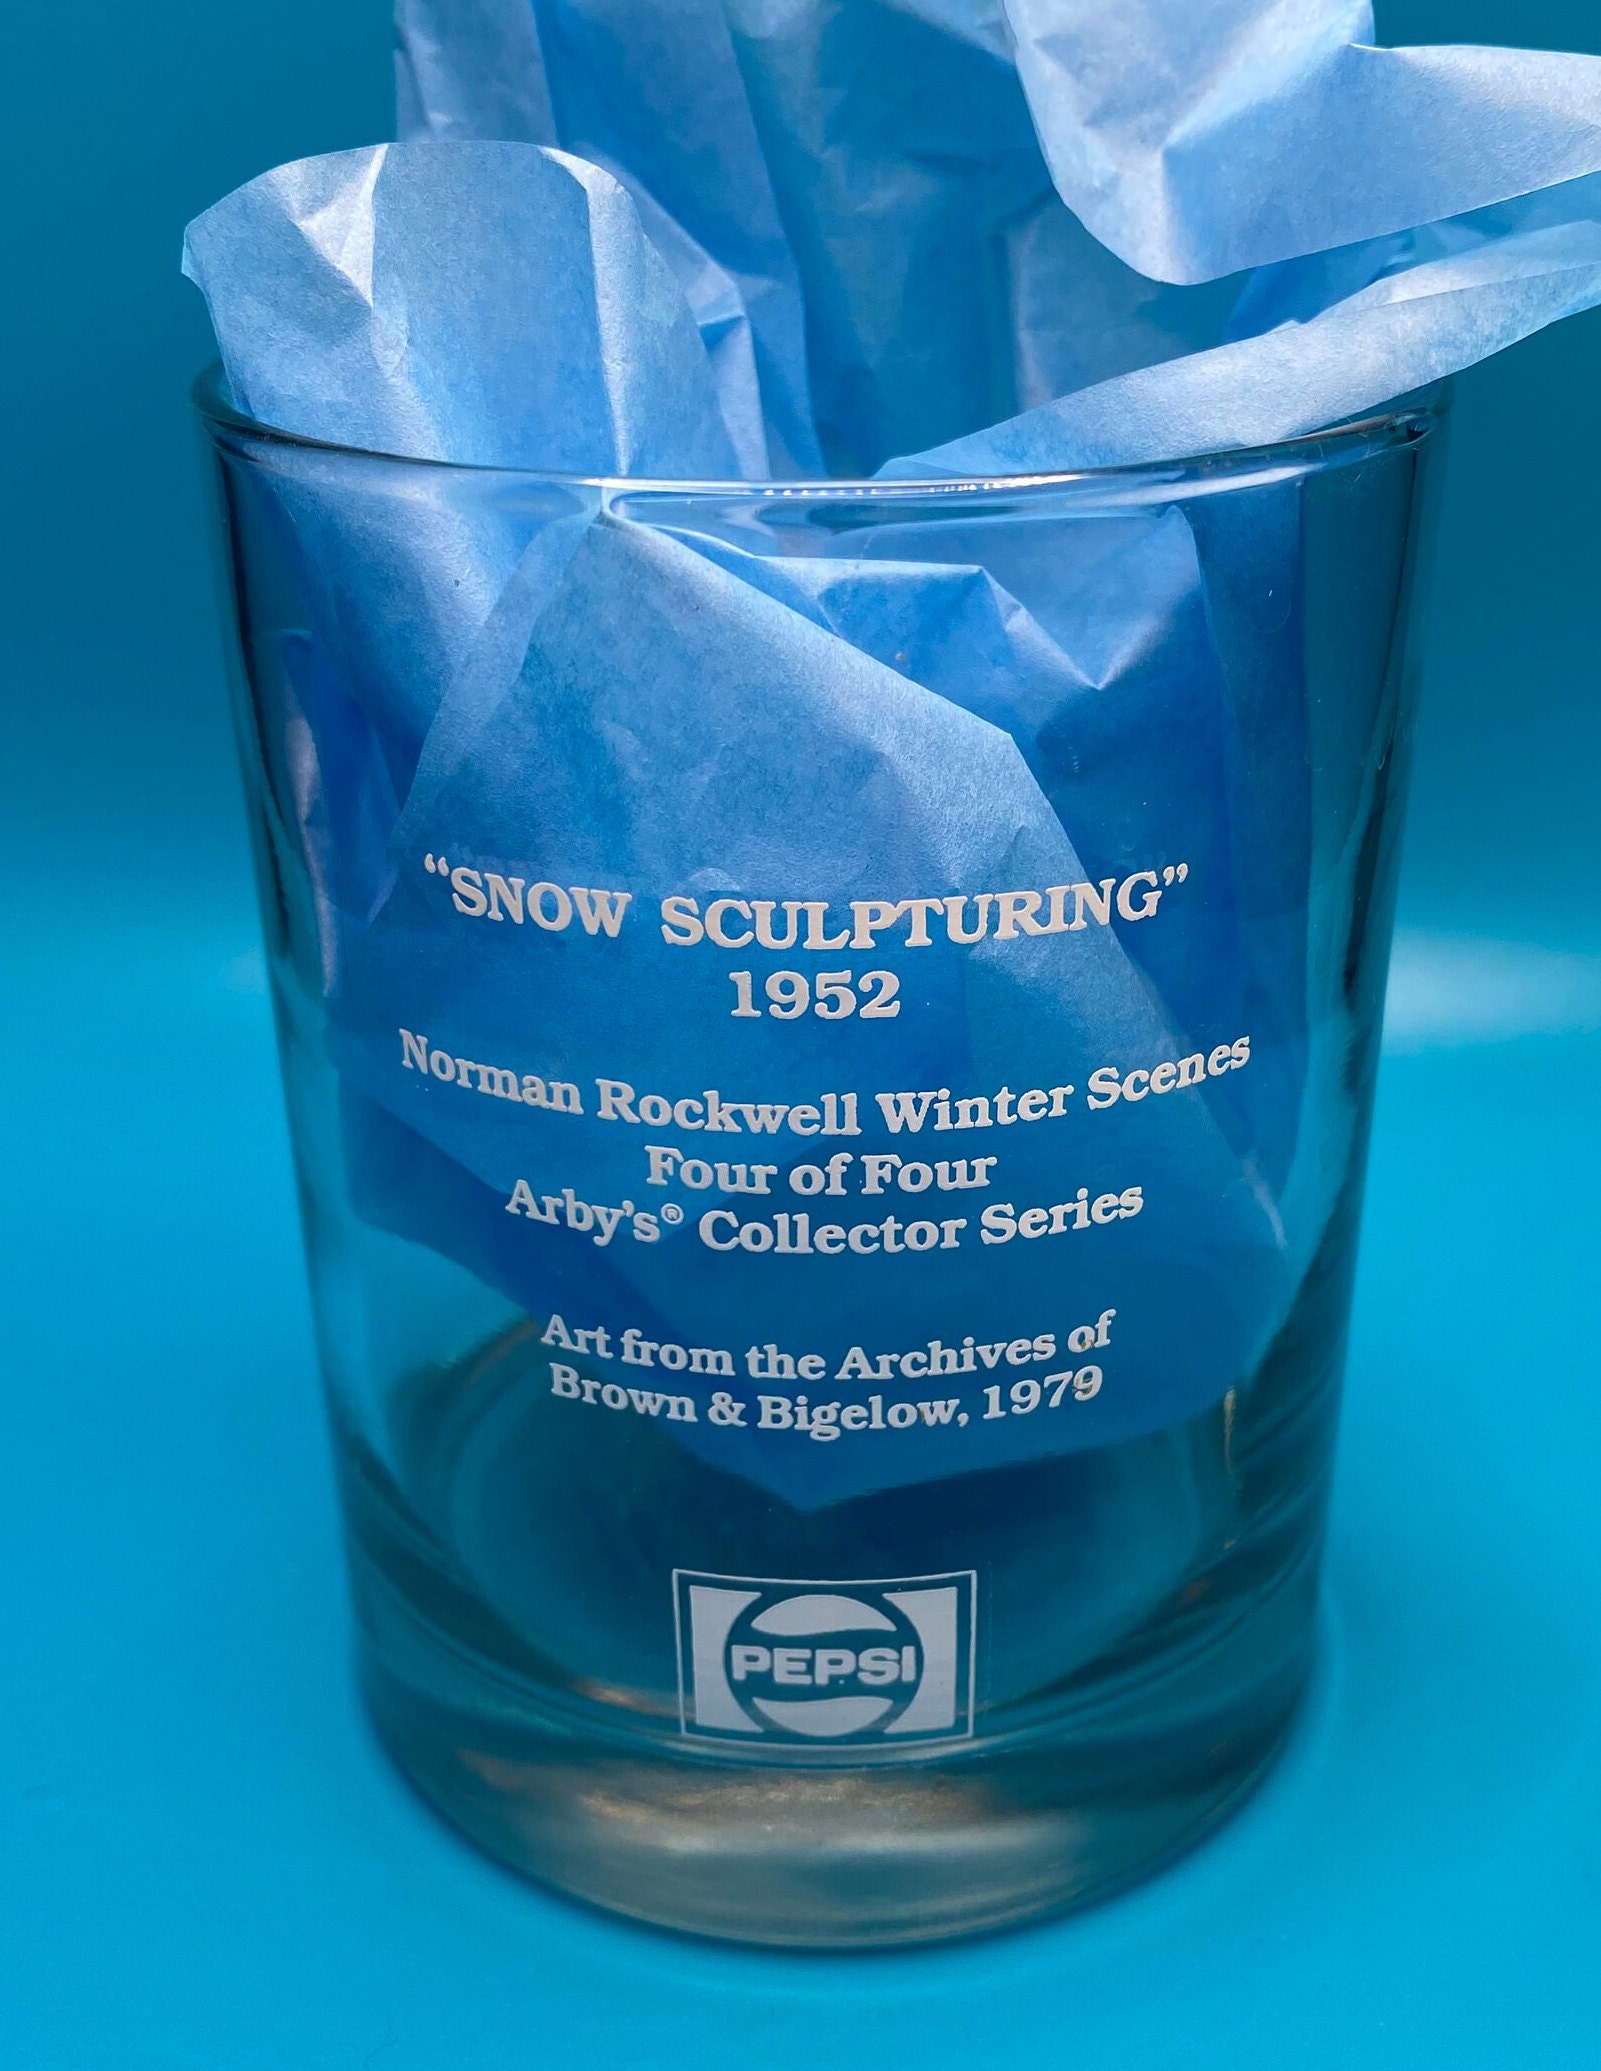 “SNOW SCULPTURING”
1952
Norman Rockwell Winter Scenes
Four of Four
Arby’s® Collector Series
Art from the Archives of
Brown & Bigelow, 1979
PEPSI